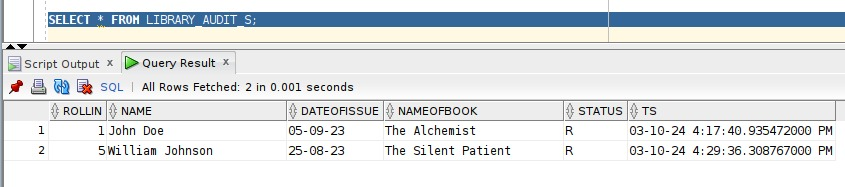 SELECT * FROM LIBRARY_AUDIT_S;
Script Output x Query Result x
SQL | All Rows Fetched: 2 in 0.001 seconds
ROLLIN NAME DATEOFISSUE NAMEOFBOOK STATUS TS
1 1 John Doe 05-09-23 The Alchemist R 03-10-24 4:17:40.935472000 PM
2 5 William Johnson 25-08-23 The Silent Patient R 03-10-24 4:29:36.308767000 PM